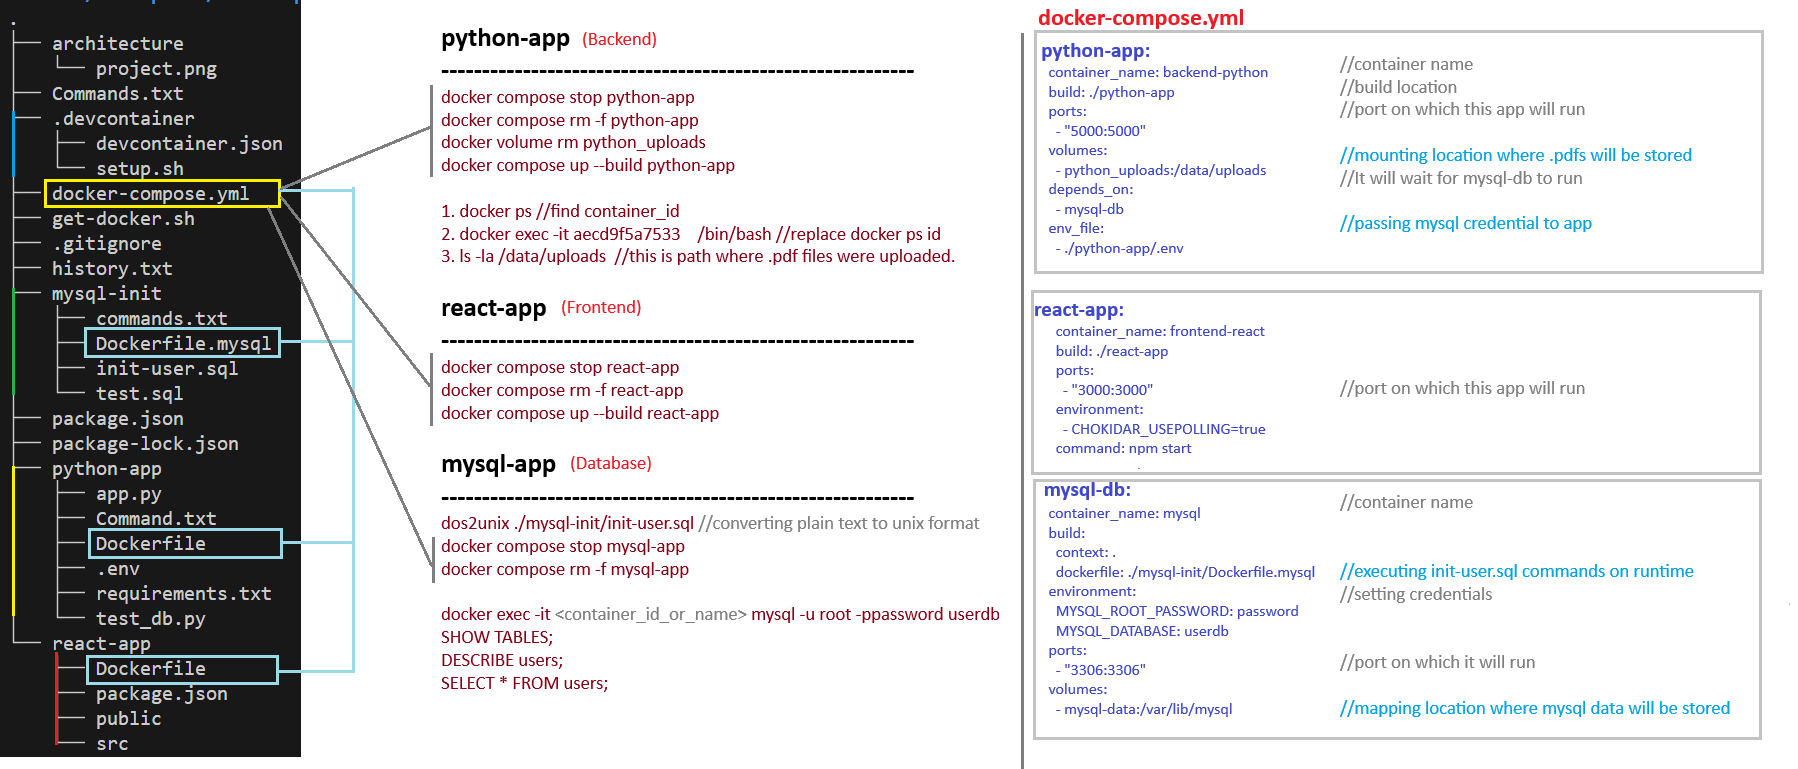 .
architecture
project.png
Commands.txt
.devcontainer
devcontainer.json
setup.sh
docker-compose.yml
get-docker.sh
.gitignore
history.txt
mysql-init
commands.txt
Dockerfile.mysql
init-user.sql
test.sql
package.json
package-lock.json
python-app
app.py
Command.txt
Dockerfile
.env
requirements.txt
test_db.py
react-app
Dockerfile
package.json
public
src
python-app (Backend)
----------------------------------------------------------
docker compose stop python-app
docker compose rm -f python-app
docker volume rm python_uploads
docker compose up --build python-app
1. docker ps //find container_id
2. docker exec -it aecd9f5a7533 /bin/bash //replace docker ps id
3. ls -la /data/uploads //this is path where .pdf files were uploaded.
react-app (Frontend)
----------------------------------------------------------
docker compose stop react-app
docker compose rm -f react-app
docker compose up --build react-app
mysql-app (Database)
----------------------------------------------------------
dos2unix ./mysql-init/init-user.sql //converting plain text to unix format
docker compose stop mysql-app
docker compose rm -f mysql-app
docker exec -it <container_id_or_name> mysql -u root -ppassword userdb
SHOW TABLES;
DESCRIBE users;
SELECT * FROM users;
docker-compose.yml
python-app:
container_name: backend-python //container name
build: ./python-app //build location
ports: //port on which this app will run
- "5000:5000"
volumes: //mounting location where .pdfs will be stored
- python_uploads:/data/uploads //It will wait for mysql-db to run
depends_on:
- mysql-db //passing mysql credential to app
env_file:
- ./python-app/.env
react-app:
container_name: frontend-react
build: ./react-app
ports:
- "3000:3000" //port on which this app will run
environment:
- CHOKIDAR_USEPOLLING=true
command: npm start
mysql-db:
container_name: mysql //container name
build:
context: .
dockerfile: ./mysql-init/Dockerfile.mysql //executing init-user.sql commands on runtime
environment: //setting credentials
MYSQL_ROOT_PASSWORD: password
MYSQL_DATABASE: userdb
ports: //port on which it will run
- "3306:3306"
volumes:
- mysql-data:/var/lib/mysql //mapping location where mysql data will be stored